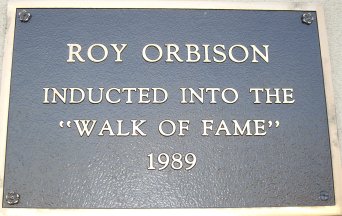 ROY ORBISON
INDUCTED INTO THE
“WALK OF FAME”
1989